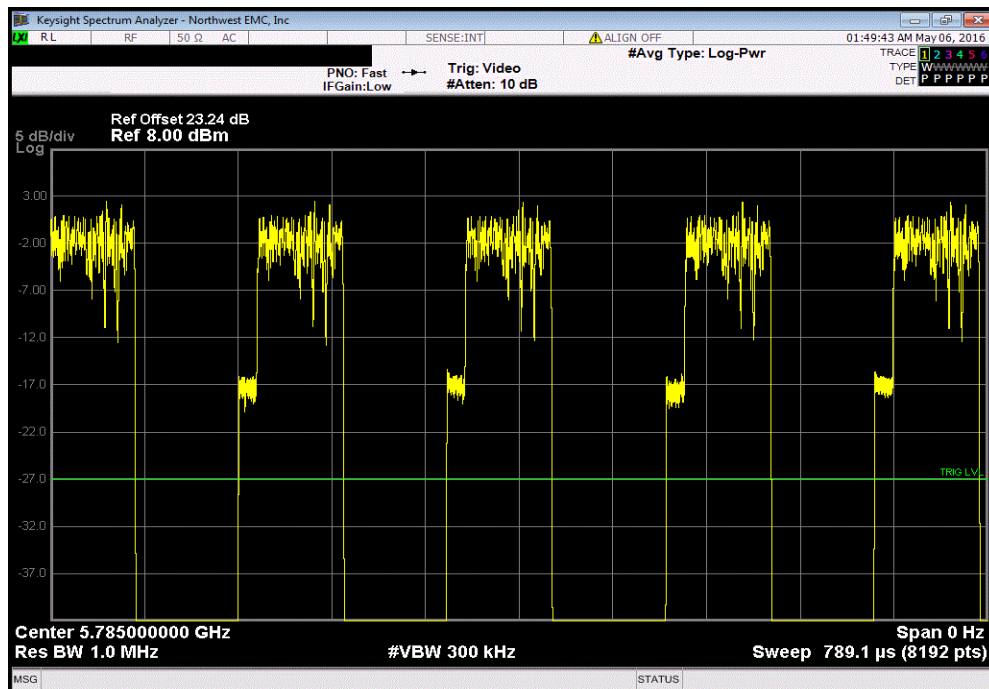 Keysight Spectrum Analyzer - Northwest EMC, Inc
LXI RL RF 50 Ω AC SENSE:INT ALIGN OFF 01:49:43 AM May 06, 2016
#Avg Type: Log-Pwr TRACE 1 2 3 4 5 6
PNO: Fast Trig: Video TYPE WWWWWW
IFGain:Low #Atten: 10 dB DET P P P P P P
Ref Offset 23.24 dB
5 dB/div Ref 8.00 dBm
Log
3.00
-2.00
-7.00
-12.0
-17.0
-22.0
-27.0 TRIG LVL
-32.0
-37.0
Center 5.785000000 GHz Span 0 Hz
Res BW 1.0 MHz #VBW 300 kHz Sweep 789.1 µs (8192 pts)
MSG STATUS